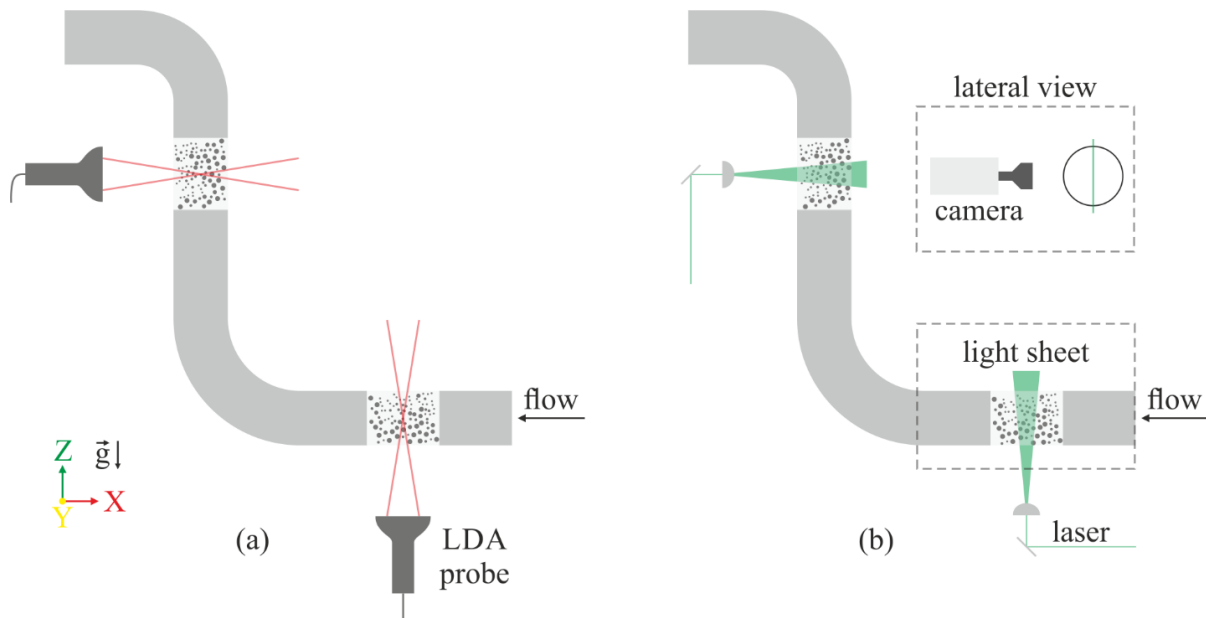 lateral view
camera
light sheet
flow
flow
Z
g
Y
X
(a)
LDA
probe
(b)
laser